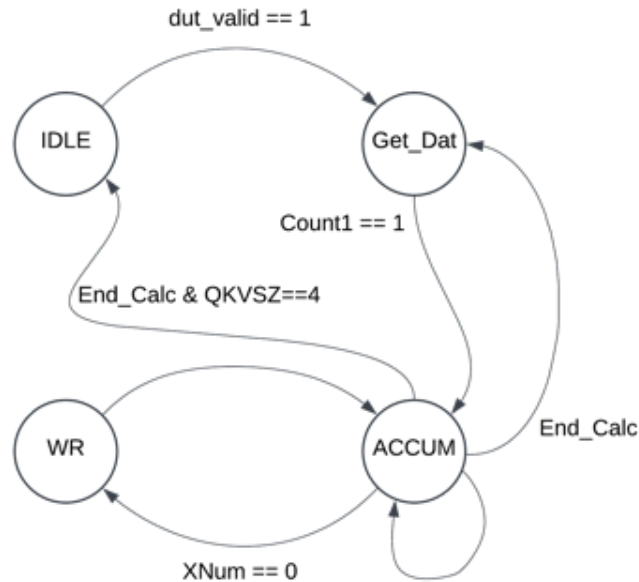 dut_valid == 1
IDLE
Get_Dat
Count1 == 1
End_Calc & QKVSZ==4
End_Calc
WR
ACCUM
XNum == 0